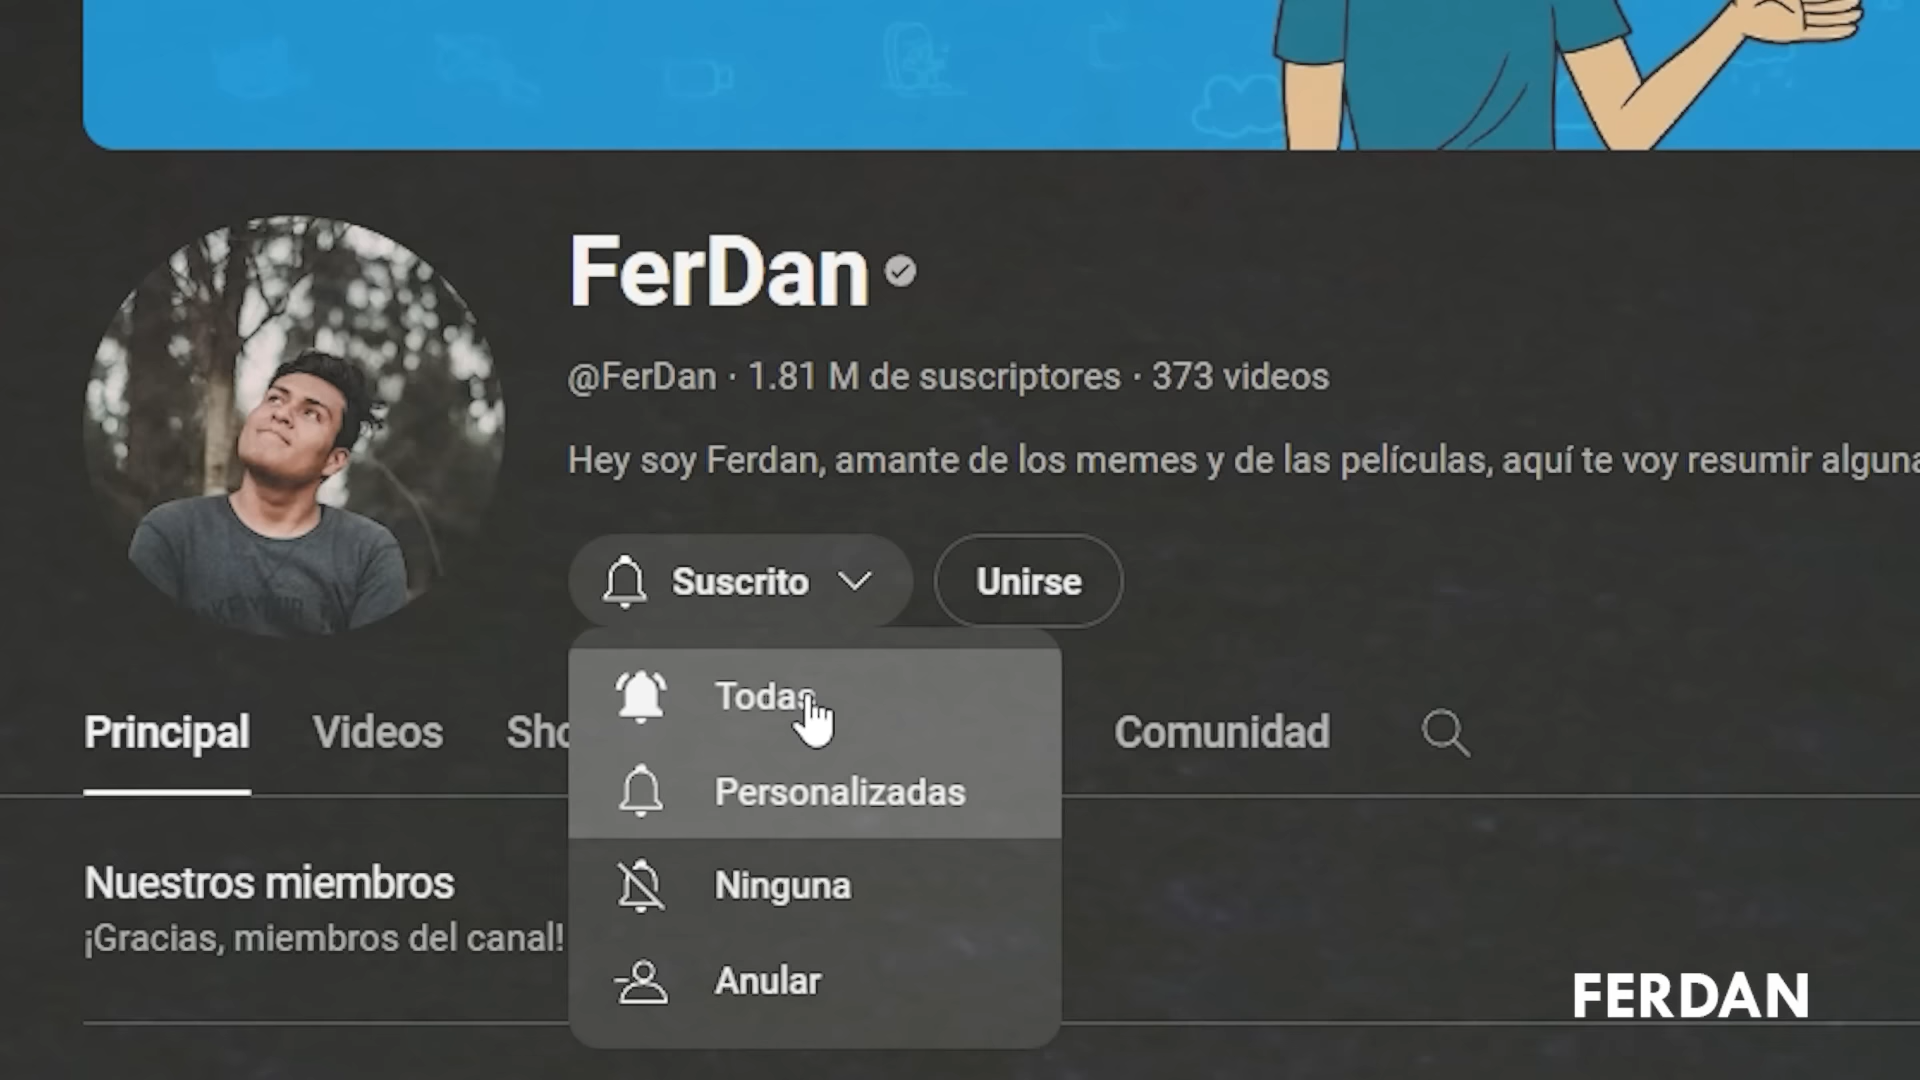 FerDan
@FerDan · 1.81 M de suscriptores · 373 videos
Hey soy Ferdan, amante de los memes y de las películas, aquí te voy resumir
Suscrito
Unirse
Todas
Personalizadas
Ninguna
Anular
Principal
Videos
Comunidad
Nuestros miembros
¡Gracias, miembros del canal!
FERDAN